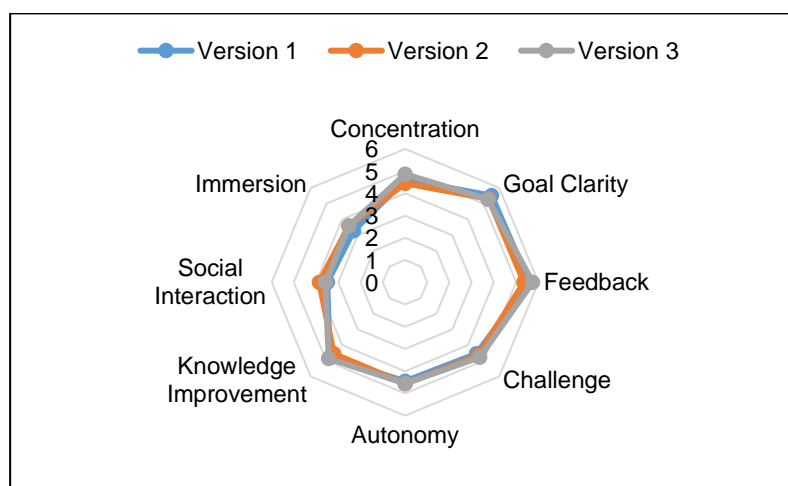 Version 1 Version 2 Version 3
Concentration
6
5
4
3
2
1
0
Immersion
Goal Clarity
Social
Interaction
Feedback
Knowledge
Improvement
Challenge
Autonomy